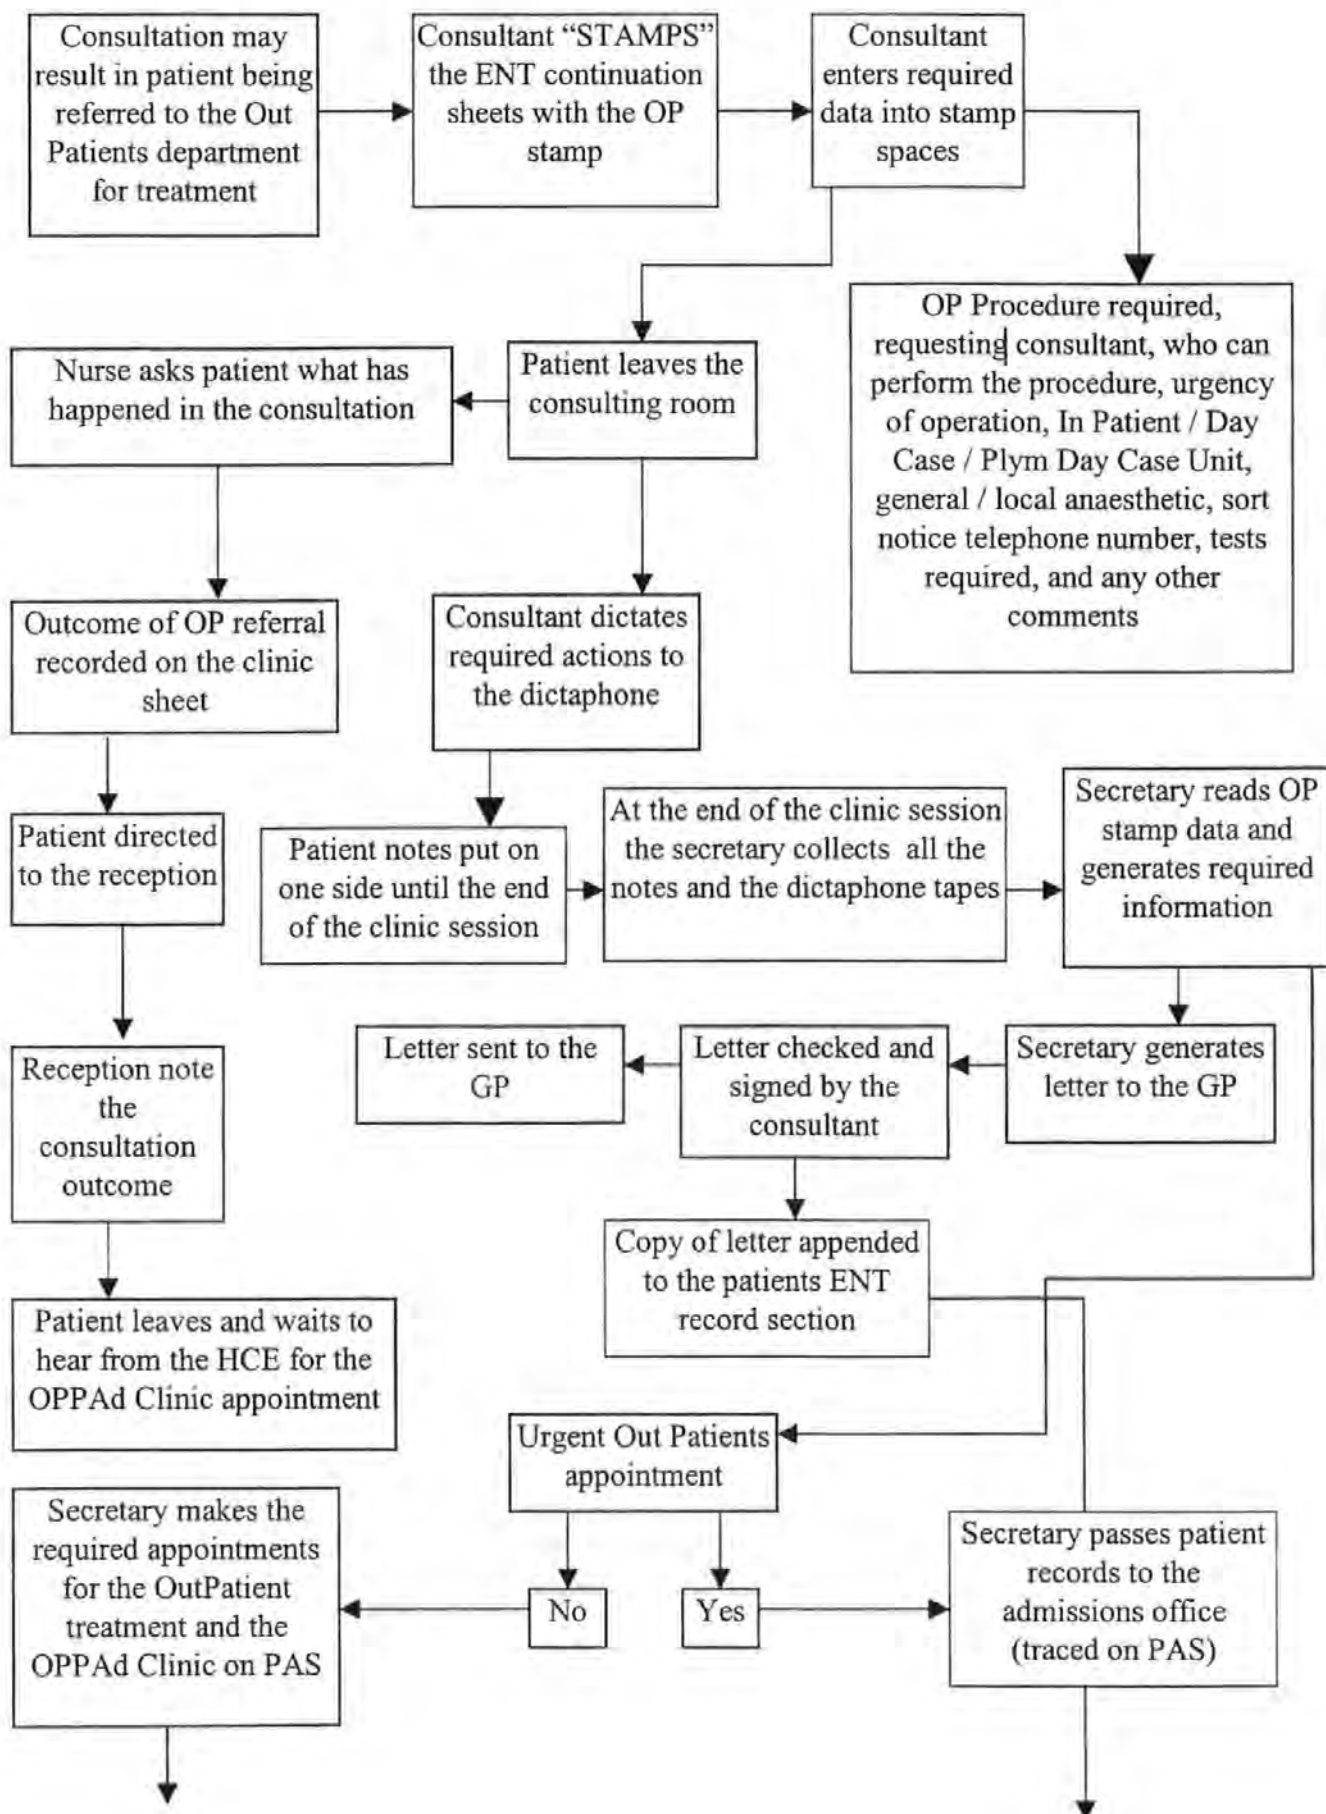 Consultation may
result in patient being
referred to the Out
Patients department
for treatment
Consultant “STAMPS”
the ENT continuation
sheets with the OP
stamp
Consultant
enters required
data into stamp
spaces
OP Procedure required,
requesting consultant, who can
perform the procedure, urgency
of operation, In Patient / Day
Case / Plym Day Case Unit,
general / local anaesthetic, sort
notice telephone number, tests
required, and any other
comments
Patient leaves the
consulting room
Nurse asks patient what has
happened in the consultation
Outcome of OP referral
recorded on the clinic
sheet
Consultant dictates
required actions to
the dictaphone
Patient directed
to the reception
Patient notes put on
one side until the end
of the clinic session
At the end of the clinic session
the secretary collects all the
notes and the dictaphone tapes
Secretary reads OP
stamp data and
generates required
information
Reception note
the
consultation
outcome
Letter sent to the
GP
Letter checked and
signed by the
consultant
Secretary generates
letter to the GP
Copy of letter appended
to the patients ENT
record section
Patient leaves and waits to
hear from the HCE for the
OPPAd Clinic appointment
Urgent Out Patients
appointment
Secretary makes the
required appointments
for the OutPatient
treatment and the
OPPAd Clinic on PAS
No
Yes
Secretary passes patient
records to the
admissions office
(traced on PAS)